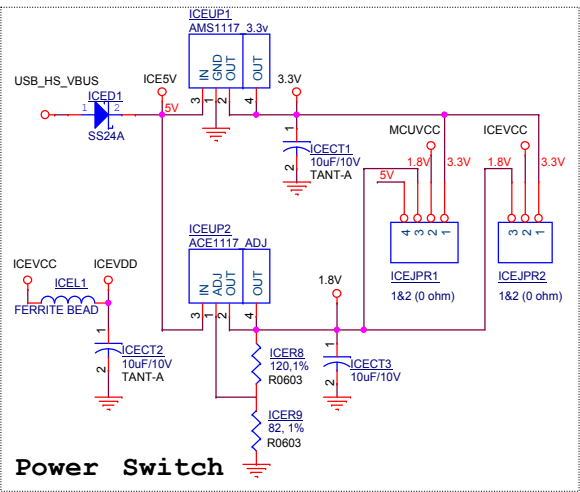 ICEUP1
AMS1117_3.3v
USB_HS_VBUS
ICED1
ICE5V
IN
GND
OUT
OUT
3.3V
1
2
5V
3
1
2
4
SS24A
MCUVCC
ICEVCC
1
ICECT1
10uF/10V
2
TANT-A
1.8V
3.3V
1.8V
3.3V
5V
4
3
2
1
2
1
ICEUP2
ACE1117_ADJ
ICEJPR1
ICEJPR2
1&2 (0 ohm)
1&2 (0 ohm)
ICEVCC
ICEVDD
ICEL1
IN
ADJ
OUT
OUT
1.8V
FERRITE BEAD
3
1
2
4
1
ICECT2
10uF/10V
2
TANT-A
ICER8
120,1%
R0603
1
ICECT3
10uF/10V
2
ICER9
82, 1%
R0603
Power Switch